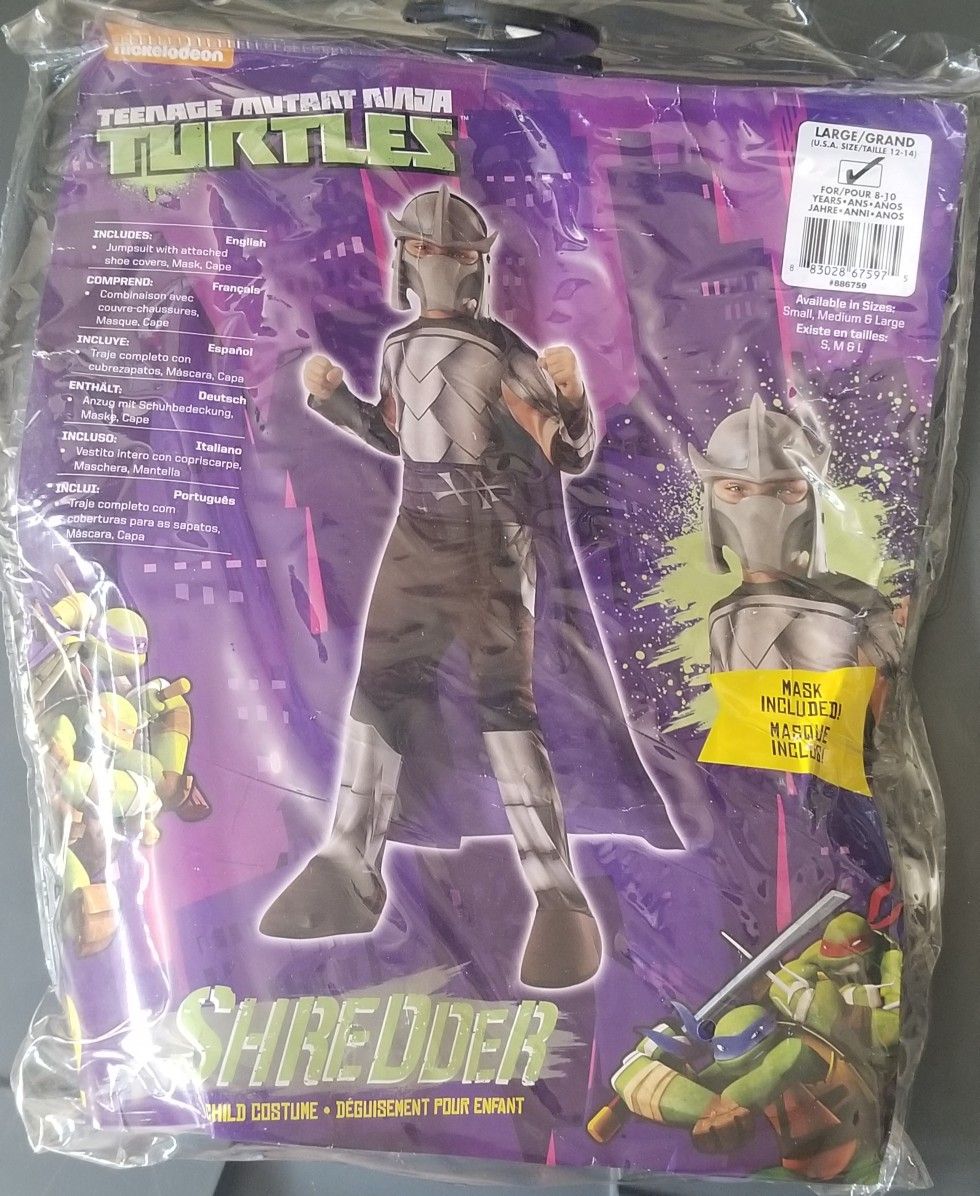 nickelodeon
TEENAGE MUTANT NINJA
TURTLES™
LARGE/GRAND
(U.S.A. SIZE/TAILLE 12-14)
FOR/POUR 8-10
YEARS•ANS•AÑOS
JAHRE•ANNI•ANOS
8 83028 67597 5
#886759
Available in Sizes:
Small, Medium & Large
Existe en tailles:
S, M & L
INCLUDES: English
• Jumpsuit with attached
shoe covers, Mask, Cape
COMPREND: Français
• Combinaison avec
couvre-chaussures,
Masque, Cape
INCLUYE: Español
Traje completo con
cubrezapatos, Máscara, Capa
ENTHÄLT: Deutsch
• Anzug mit Schuhbedeckung,
Maske, Cape
INCLUSO: Italiano
• Vestito intero con copriscarpe,
Maschera, Mantella
INCLUI: Português
• Traje completo com
coberturas para as sapatos,
Máscara, Capa
MASK
INCLUDED!
MASQUE
INCLUS!
SHREDDER
CHILD COSTUME • DÉGUISEMENT POUR ENFANT